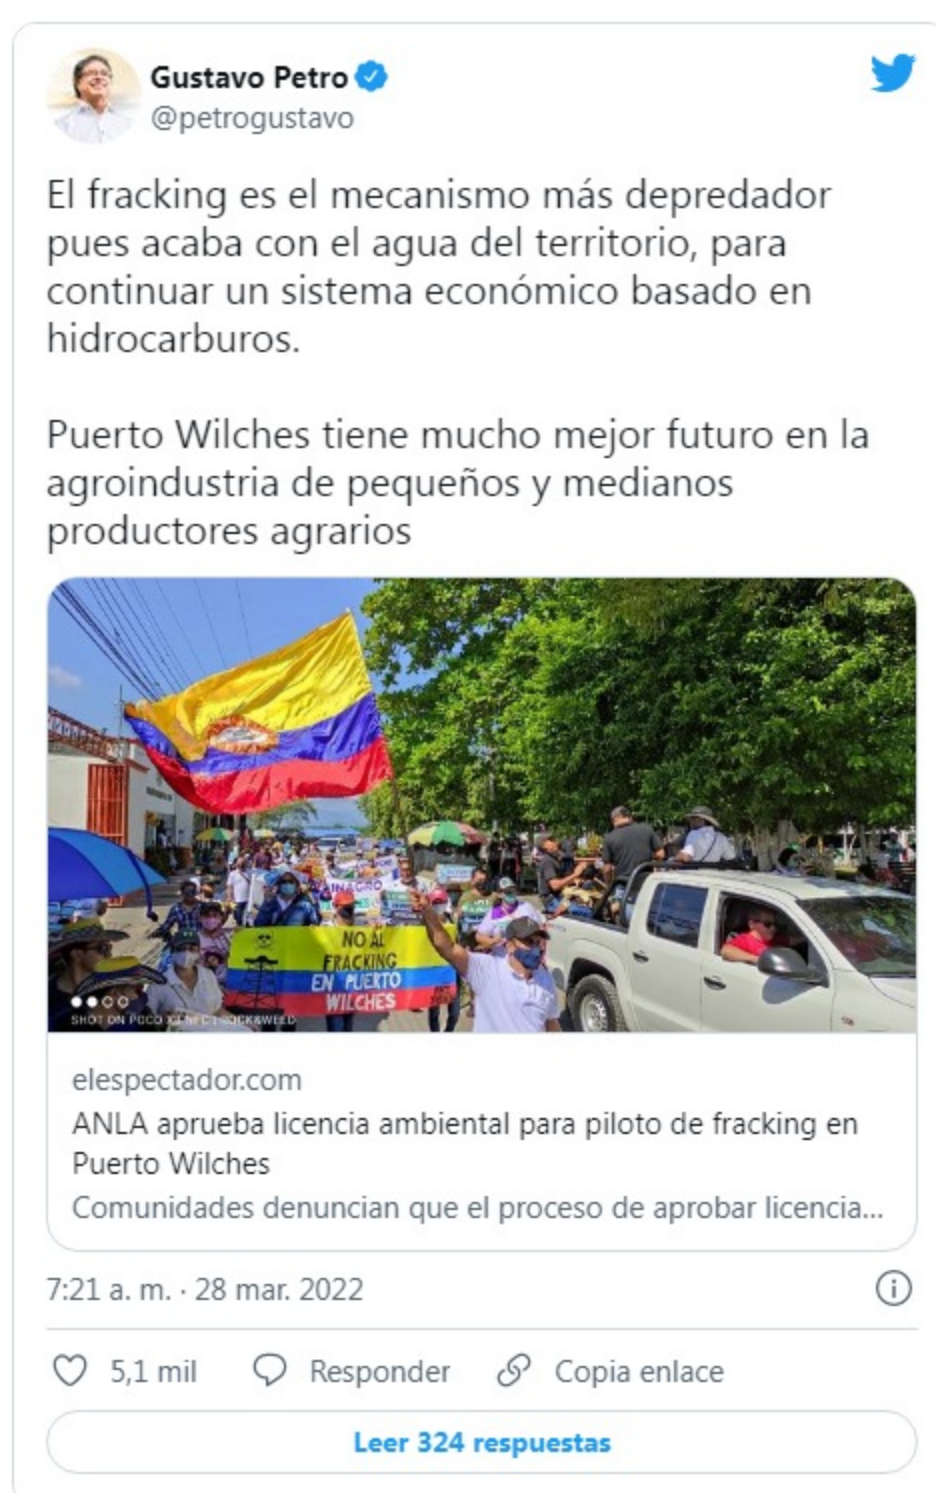 Gustavo Petro
@petrogustavo
El fracking es el mecanismo más depredador
pues acaba con el agua del territorio, para
continuar un sistema económico basado en
hidrocarburos.
Puerto Wilches tiene mucho mejor futuro en la
agroindustria de pequeños y medianos
productores agrarios
NO AL
FRACKING
EN PUERTO
WILCHES
SHOT ON POCO
elespectador.com
ANLA aprueba licencia ambiental para piloto de fracking en
Puerto Wilches
Comunidades denuncian que el proceso de aprobar licencia...
7:21 a. m. · 28 mar. 2022
5,1 mil
Responder
Copia enlace
Leer 324 respuestas